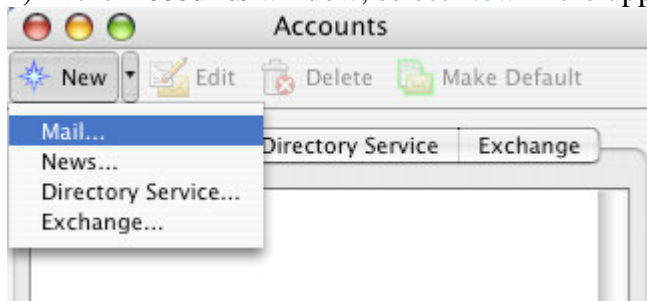 Accounts
New Edit Delete Make Default
Mail...
Directory Service Exchange
News...
Directory Service...
Exchange...